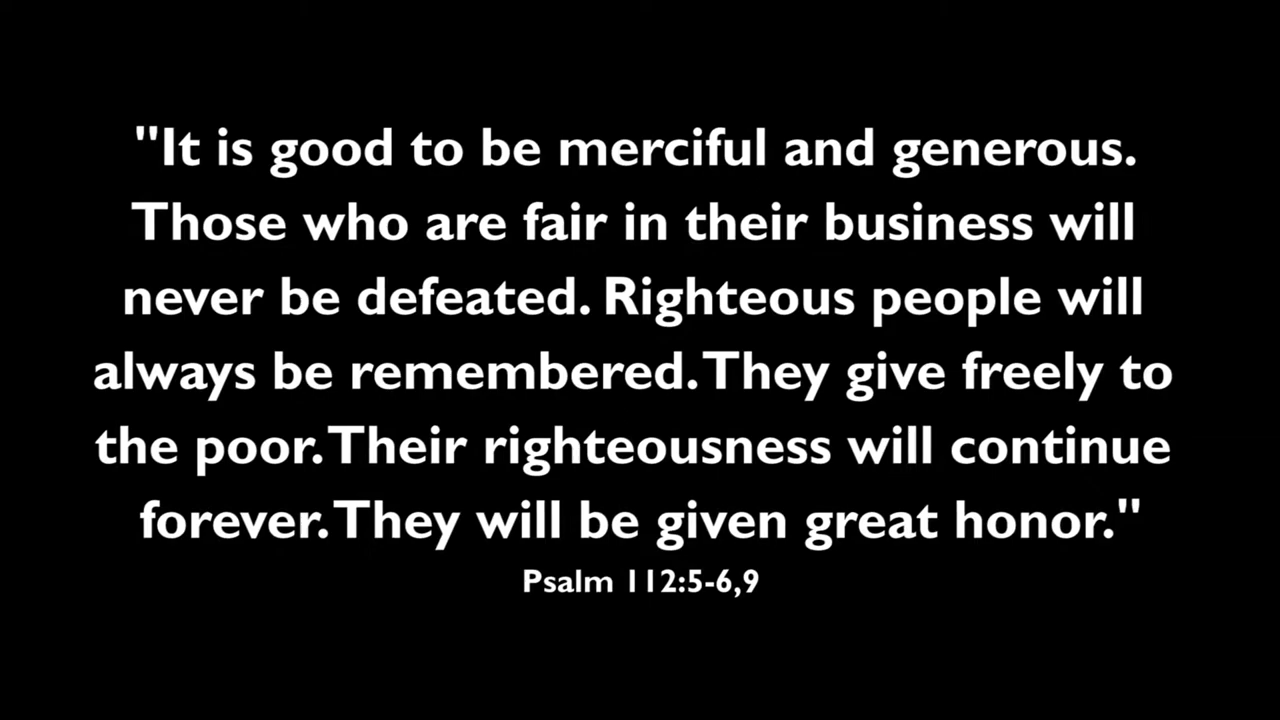 "It is good to be merciful and generous.
Those who are fair in their business will
never be defeated. Righteous people will
always be remembered. They give freely to
the poor. Their righteousness will continue
forever. They will be given great honor."
Psalm 112:5-6,9